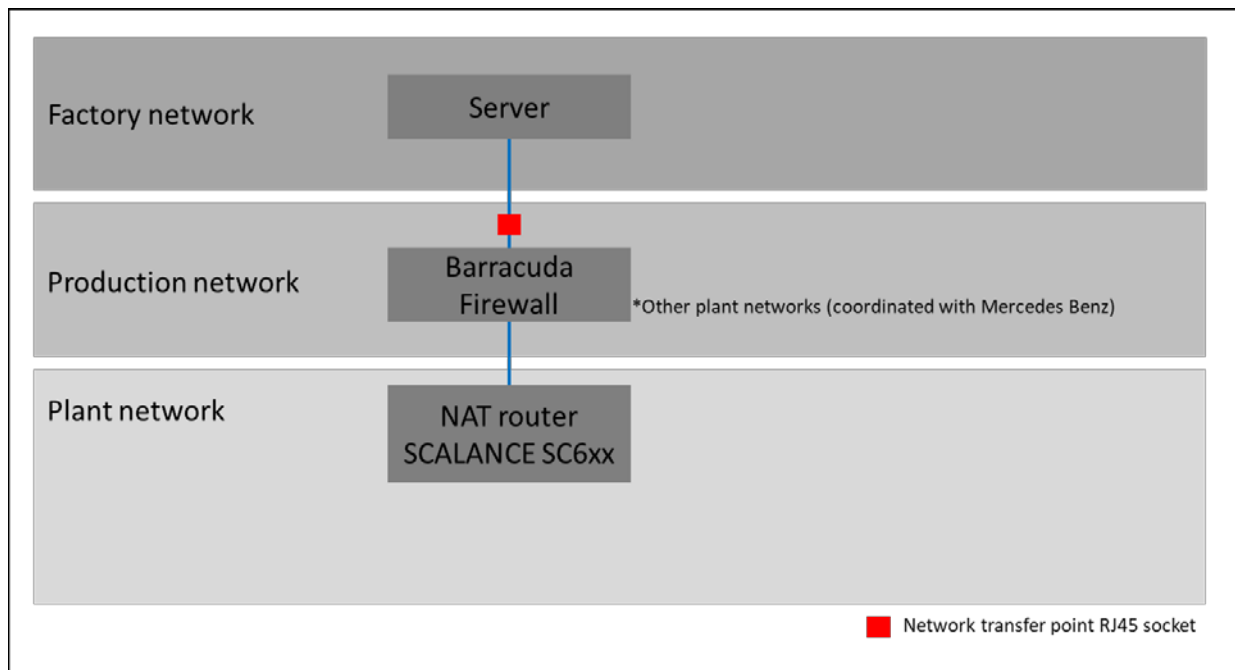 Factory network
Server
Production network
Barracuda
Firewall
*Other plant networks (coordinated with Mercedes Benz)
Plant network
NAT router
SCALANCE SC6xx
Network transfer point RJ45 socket